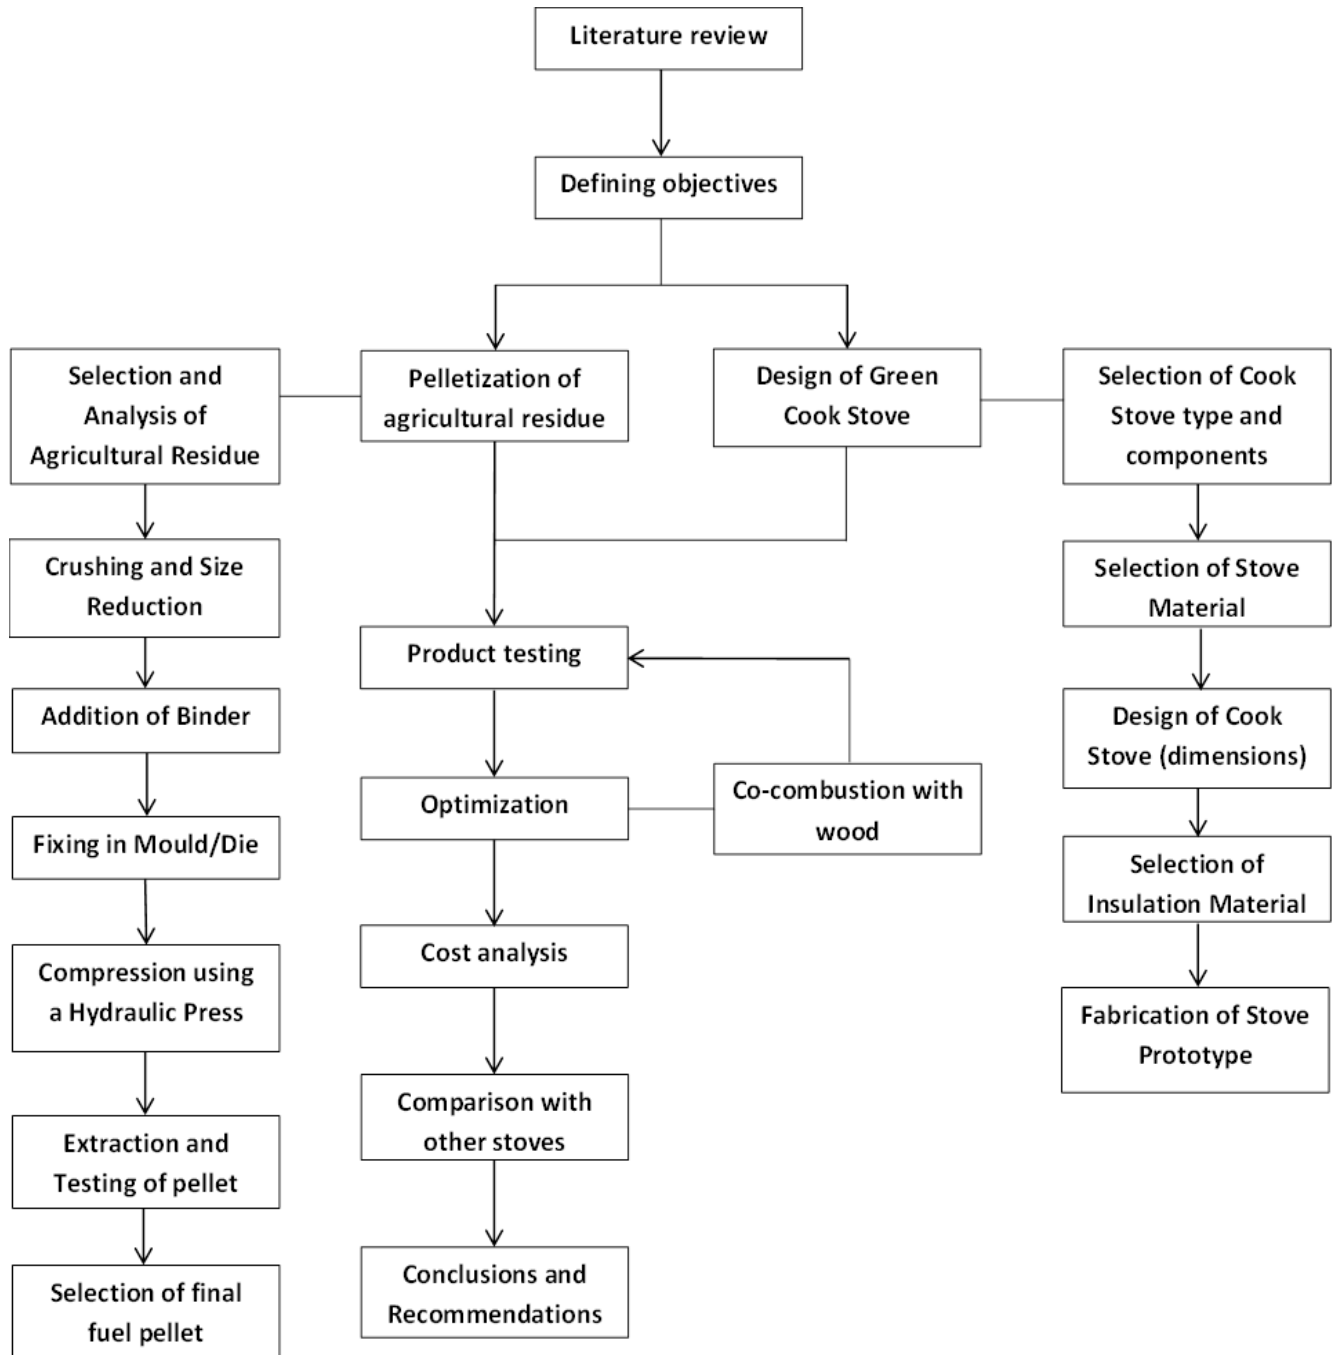 Literature review
Defining objectives
Selection and
Analysis of
Agricultural Residue
Pelletization of
agricultural residue
Design of Green
Cook Stove
Selection of Cook
Stove type and
components
Crushing and Size
Reduction
Addition of Binder
Fixing in Mould/Die
Compression using
a Hydraulic Press
Extraction and
Testing of pellet
Selection of final
fuel pellet
Product testing
Optimization
Co-combustion with
wood
Cost analysis
Comparison with
other stoves
Conclusions and
Recommendations
Selection of Stove
Material
Design of Cook
Stove (dimensions)
Selection of
Insulation Material
Fabrication of Stove
Prototype